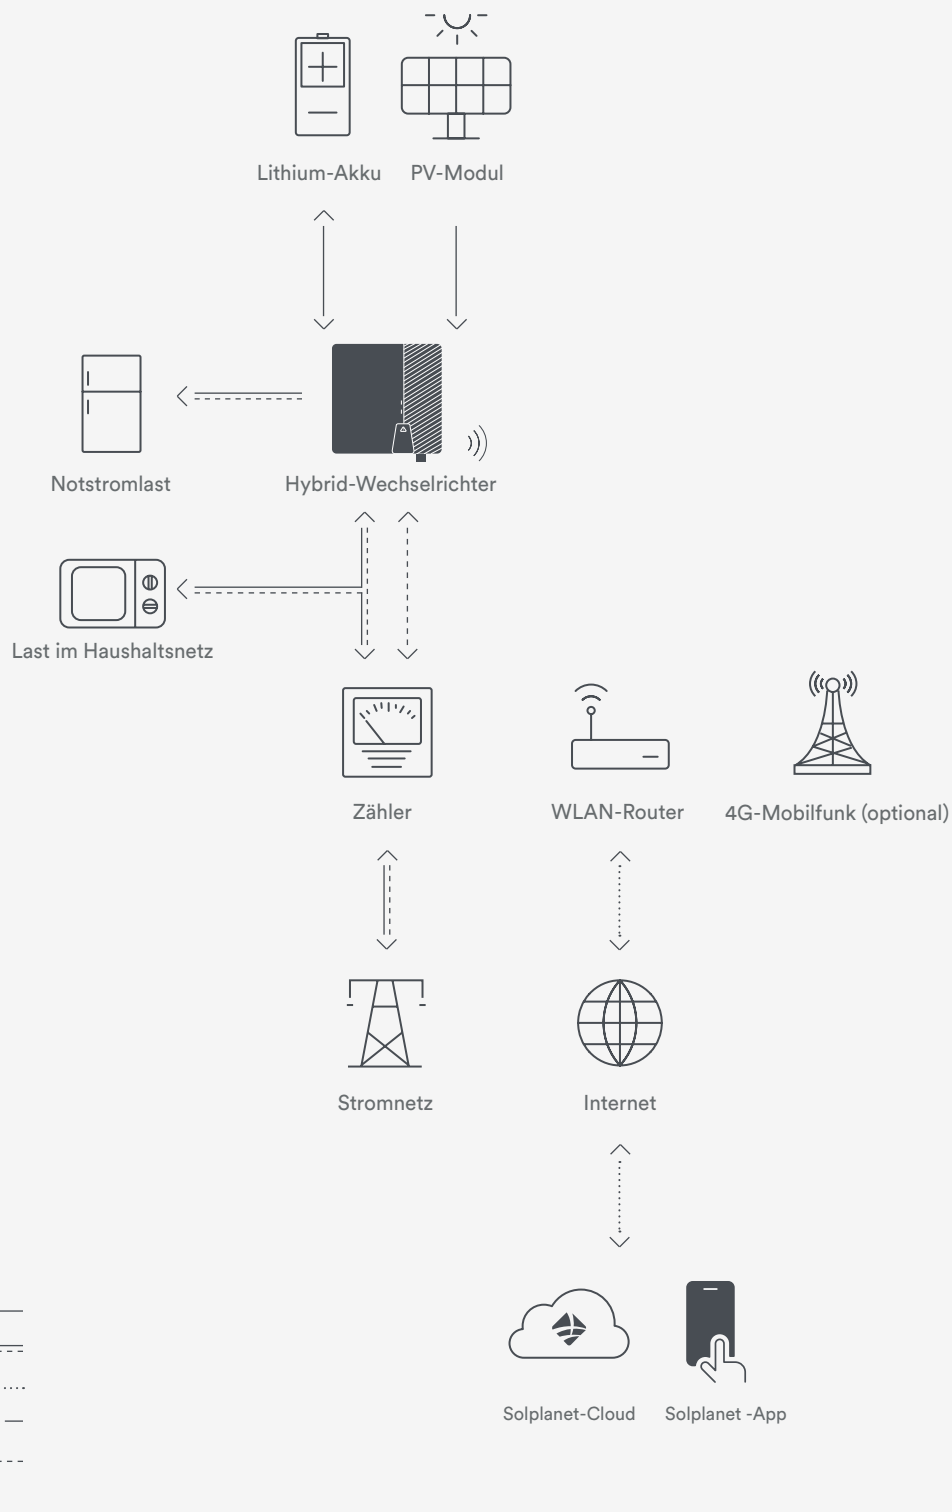 Lithium-Akku
PV-Modul
Notstromlast
Hybrid-Wechselrichter
Last im Haushaltsnetz
Zähler
WLAN-Router
4G-Mobilfunk (optional)
Stromnetz
Internet
Solplanet-Cloud
Solplanet -App